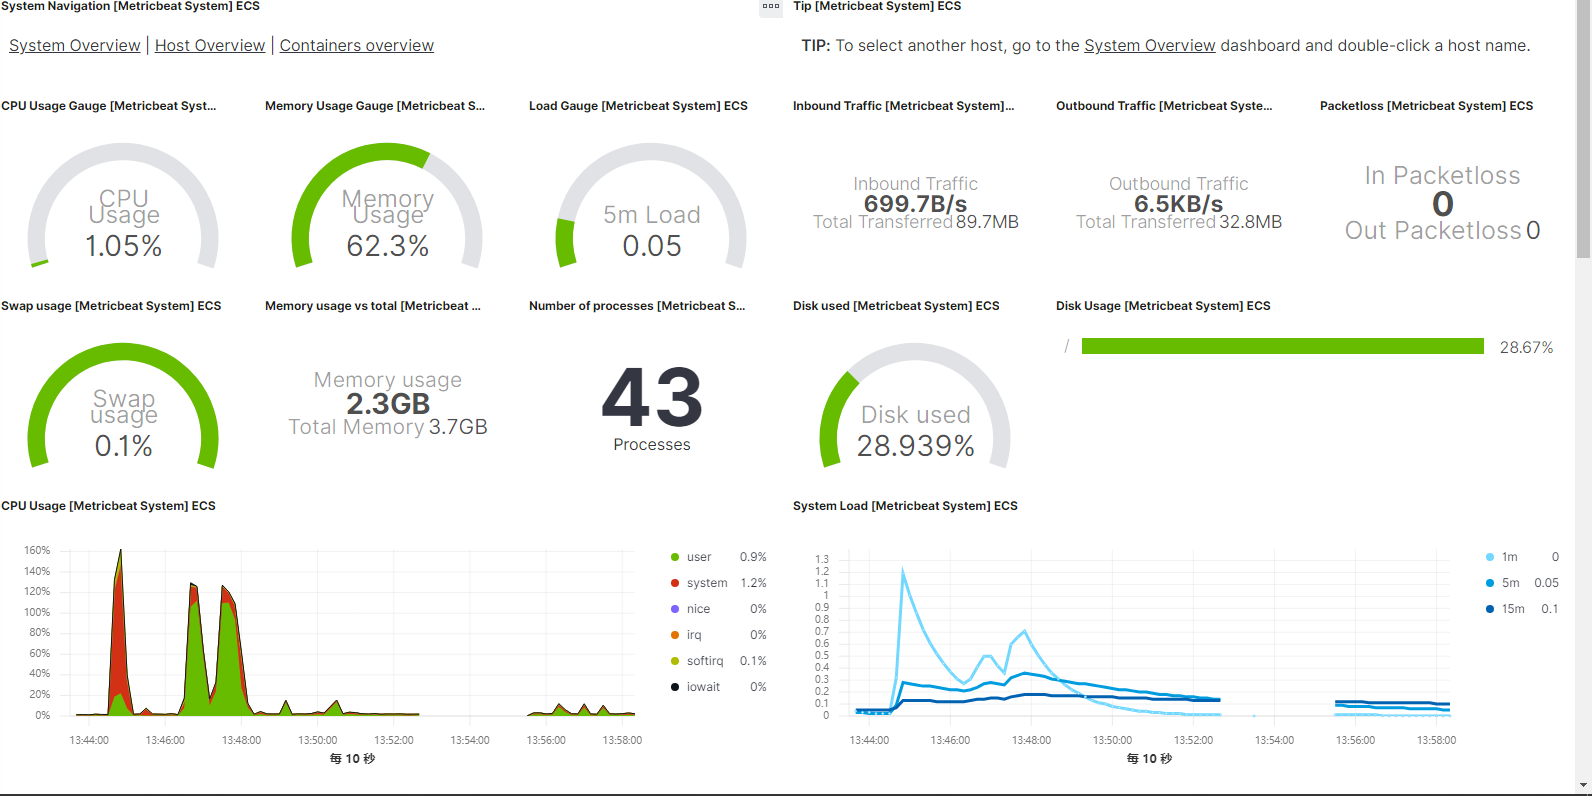 System Navigation [Metricbeat System] ECS
System Overview | Host Overview | Containers overview
Tip [Metricbeat System] ECS
TIP: To select another host, go to the System Overview dashboard and double-click a host name.
CPU Usage Gauge [Metricbeat Syst...
CPU
Usage
1.05%
Memory Usage Gauge [Metricbeat S...
Memory
Usage
62.3%
Load Gauge [Metricbeat System] ECS
5m Load
0.05
Inbound Traffic [Metricbeat System]...
Inbound Traffic
699.7B/s
Total Transferred 89.7MB
Outbound Traffic [Metricbeat Syste...
Outbound Traffic
6.5KB/s
Total Transferred 32.8MB
Packetloss [Metricbeat System] ECS
In Packetloss
0
Out Packetloss 0
Swap usage [Metricbeat System] ECS
Swap
usage
0.1%
Memory usage vs total [Metricbeat ...
Memory usage
2.3GB
Total Memory 3.7GB
Number of processes [Metricbeat S...
43
Processes
Disk used [Metricbeat System] ECS
Disk used
28.939%
Disk Usage [Metricbeat System] ECS
/ 28.67%
CPU Usage [Metricbeat System] ECS
160%
140%
120%
100%
80%
60%
40%
20%
0%
13:44:00 13:46:00 13:48:00 13:50:00 13:52:00 13:54:00 13:56:00 13:58:00
每 10 秒
user 0.9%
system 1.2%
nice 0%
irq 0%
softirq 0.1%
iowait 0%
System Load [Metricbeat System] ECS
1.3
1.2
1.1
1
0.9
0.8
0.7
0.6
0.5
0.4
0.3
0.2
0.1
0
13:44:00 13:46:00 13:48:00 13:50:00 13:52:00 13:54:00 13:56:00 13:58:00
每 10 秒
1m 0
5m 0.05
15m 0.1